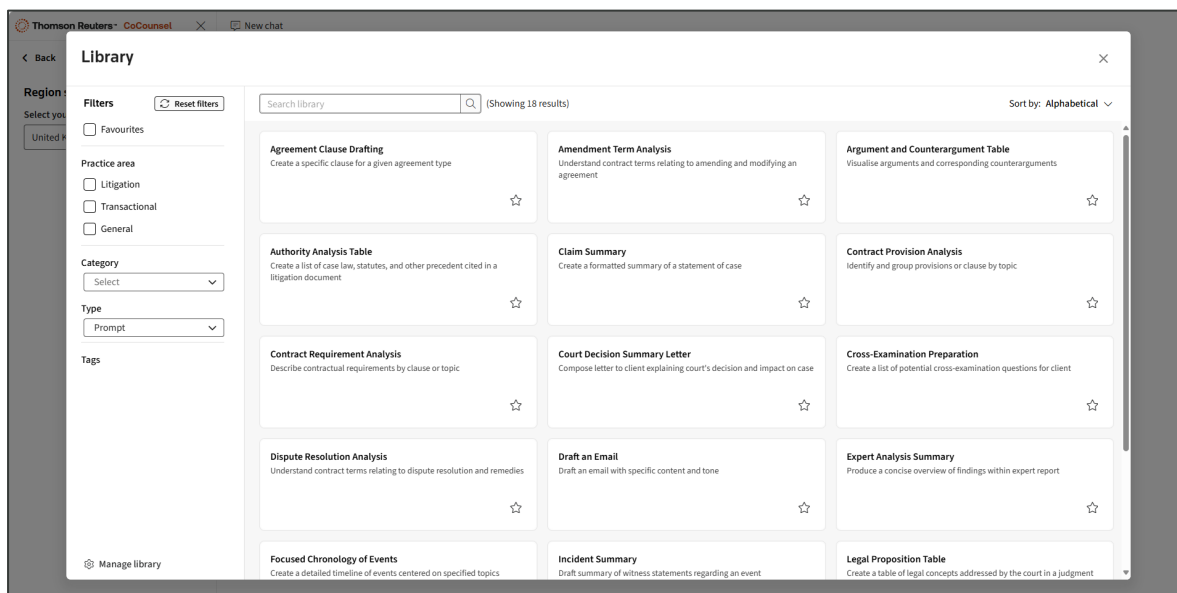 Thomson Reuters CoCounsel
New chat
Back
Library
Region
Select you
United K
Filters
Reset filters
Search library
(Showing 18 results)
Sort by: Alphabetical
Favourites
Practice area
Litigation
Transactional
General
Category
Select
Type
Prompt
Tags
Manage library
Agreement Clause Drafting
Create a specific clause for a given agreement type
Amendment Term Analysis
Understand contract terms relating to amending and modifying an
agreement
Argument and Counterargument Table
Visualise arguments and corresponding counterarguments
Authority Analysis Table
Create a list of case law, statutes, and other precedent cited in a
litigation document
Claim Summary
Create a formatted summary of a statement of case
Contract Provision Analysis
Identify and group provisions or clause by topic
Contract Requirement Analysis
Describe contractual requirements by clause or topic
Court Decision Summary Letter
Compose letter to client explaining court's decision and impact on case
Cross-Examination Preparation
Create a list of potential cross-examination questions for client
Dispute Resolution Analysis
Understand contract terms relating to dispute resolution and remedies
Draft an Email
Draft an email with specific content and tone
Expert Analysis Summary
Produce a concise overview of findings within expert report
Focused Chronology of Events
Create a detailed timeline of events centered on specified topics
Incident Summary
Draft summary of witness statements regarding an event
Legal Proposition Table
Create a table of legal concepts addressed by the court in a judgment